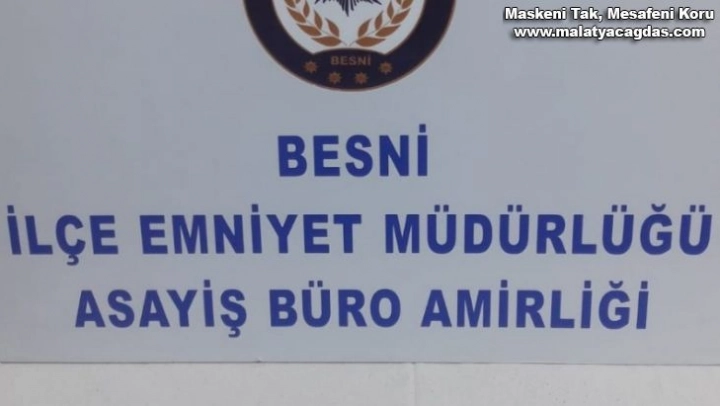 Maskeni Tak, Mesafeni Koru
www.malatyacagdas.com
BESNİ
BESNİ
İLÇE EMNİYET MÜDÜRLÜĞÜ
ASAYİŞ BÜRO AMİRLİĞİ